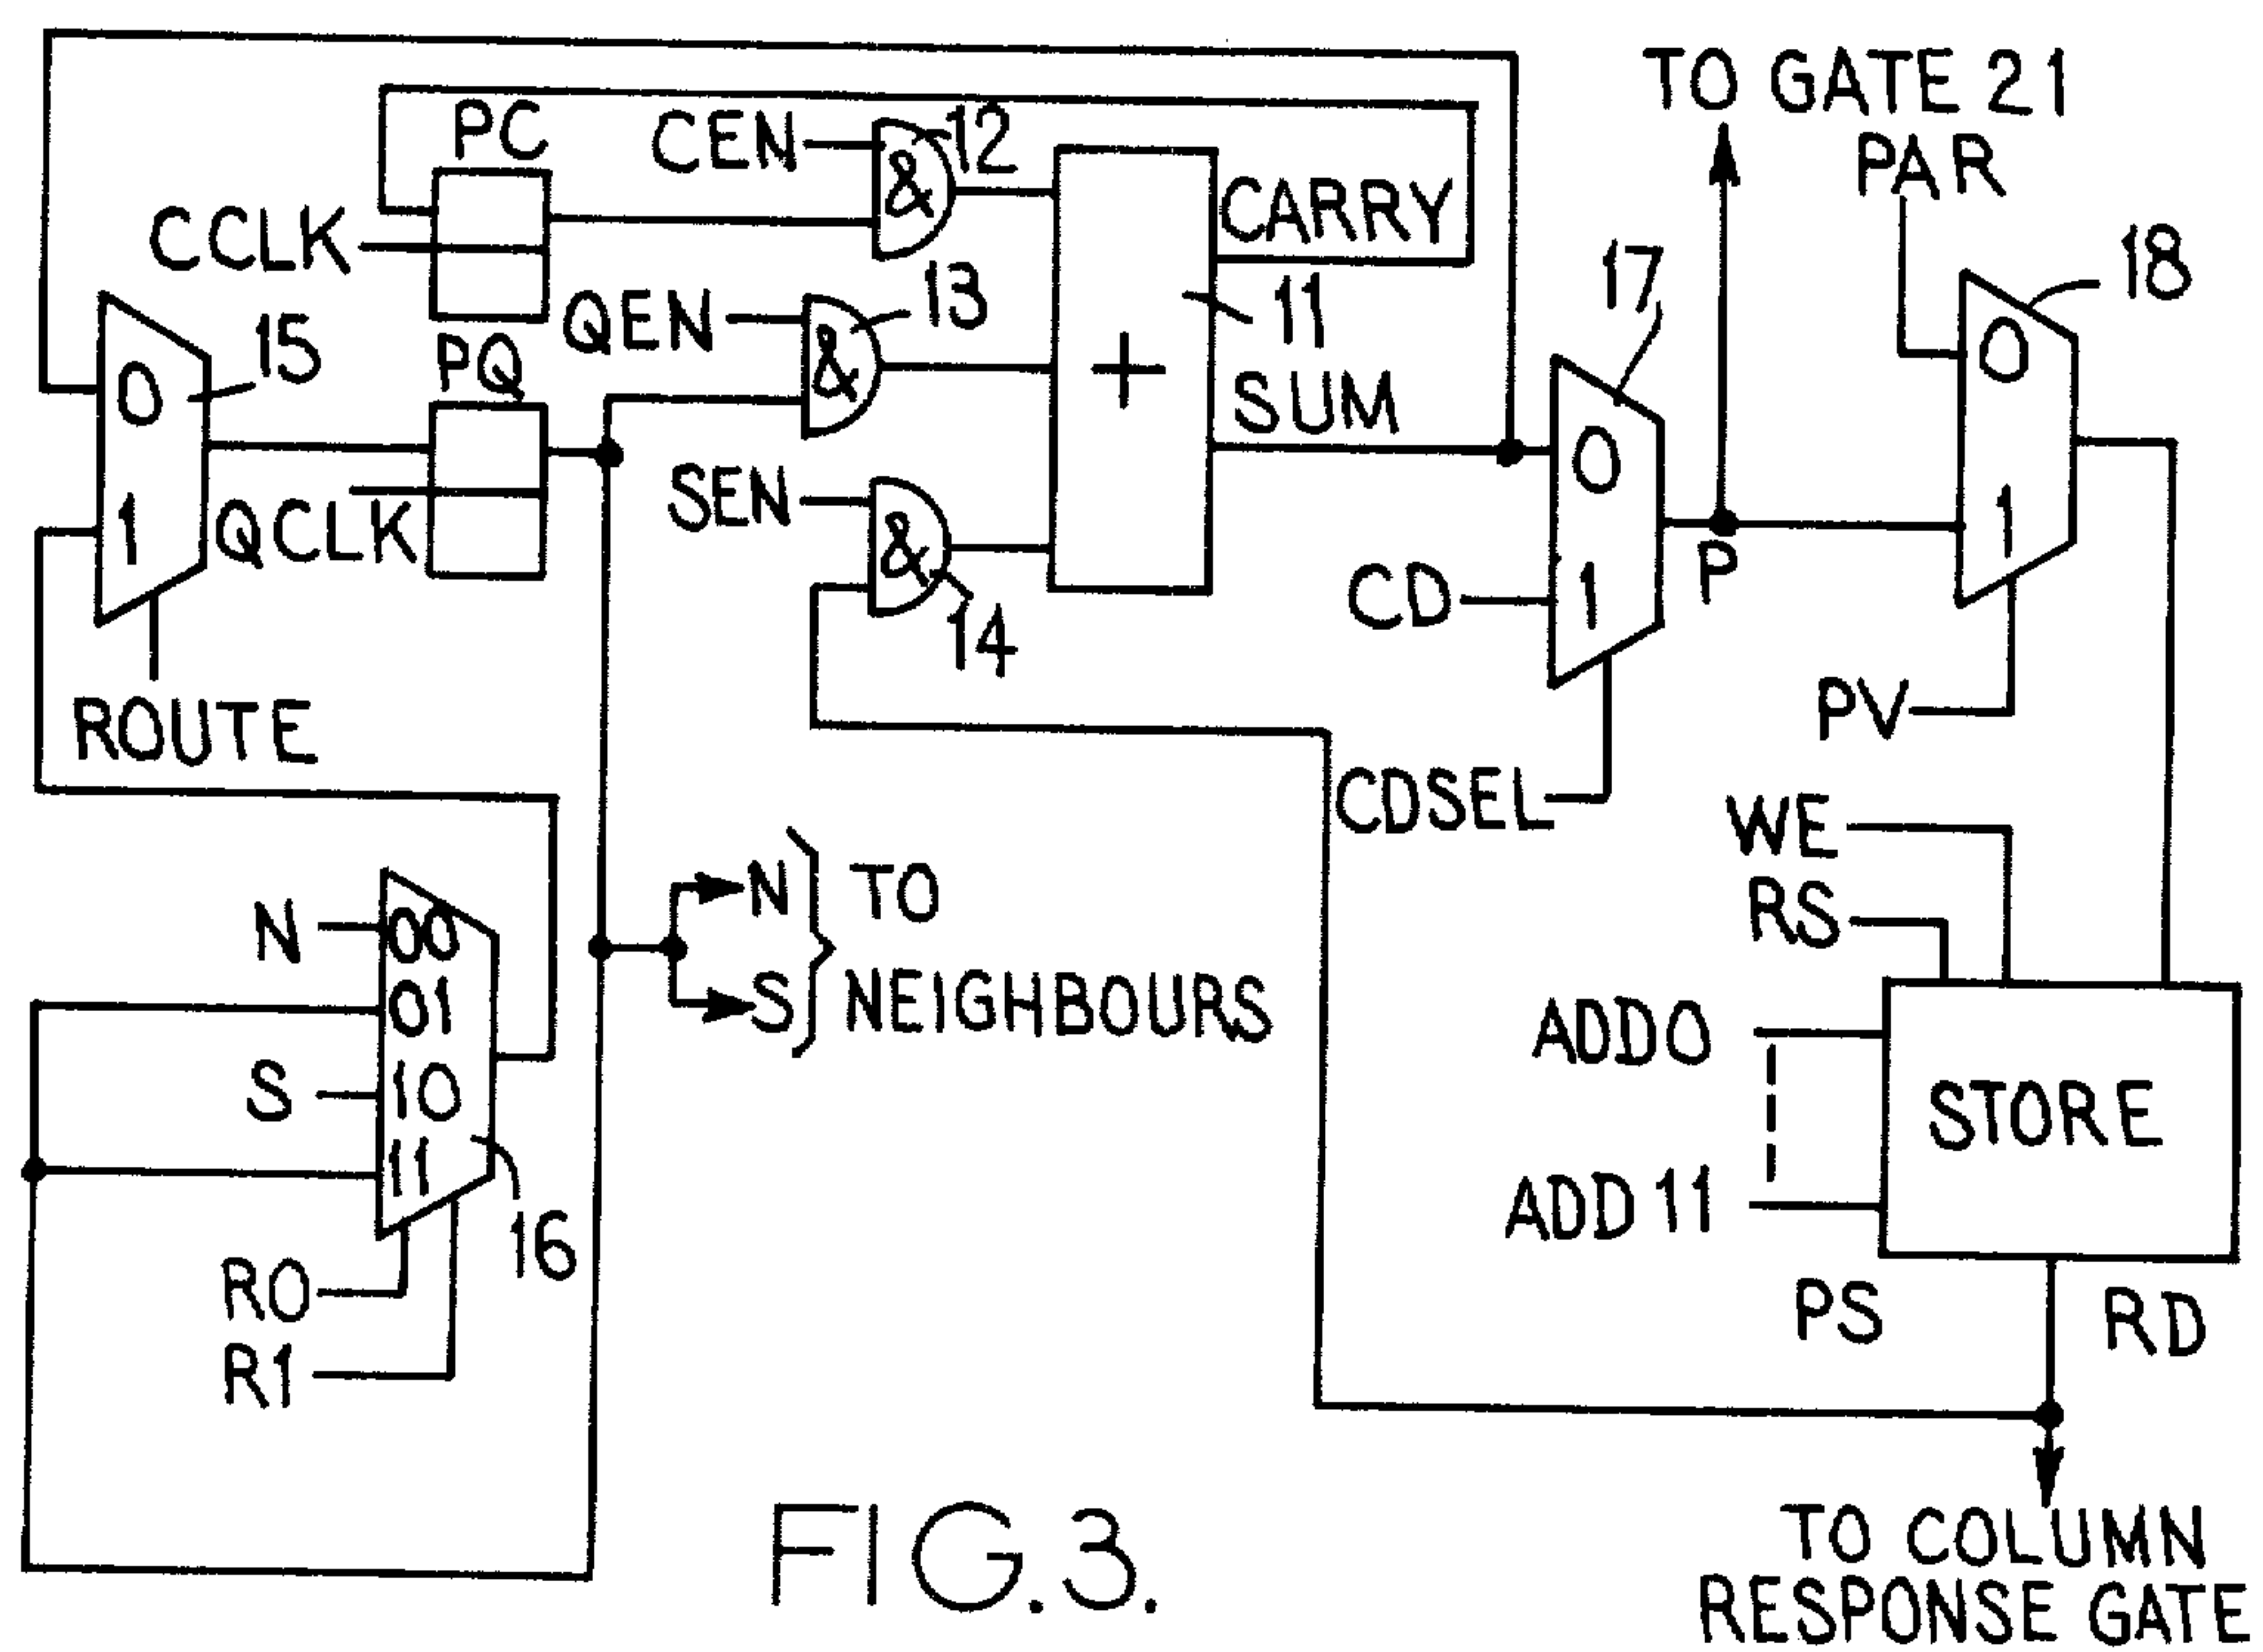 TO GATE 21
PAR
PC
CEN
&
12
CCLK
CARRY
18
17
15
0
QEN
&
13
11
0
PQ
+
SUM
0
1
QCLK
SEN
&
14
CD
1
P
1
ROUTE
PV
CDSEL
WE
RS
N
00
N
TO
01
S
NEIGHBOURS
S
10
11
16
ADD0
STORE
ADD 11
R0
R1
PS
RD
TO COLUMN
RESPONSE GATE
FIG.3.